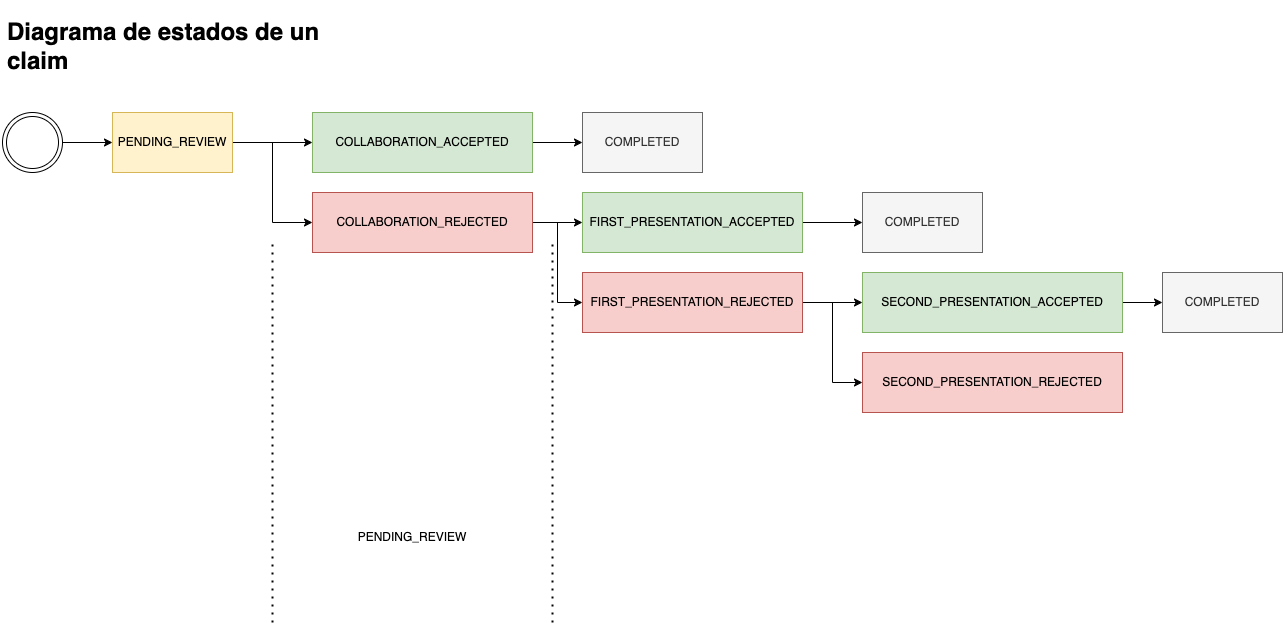 Diagrama de estados de un
claim
PENDING_REVIEW
COLLABORATION_ACCEPTED
COMPLETED
COLLABORATION_REJECTED
FIRST_PRESENTATION_ACCEPTED
COMPLETED
FIRST_PRESENTATION_REJECTED
SECOND_PRESENTATION_ACCEPTED
COMPLETED
SECOND_PRESENTATION_REJECTED
PENDING_REVIEW